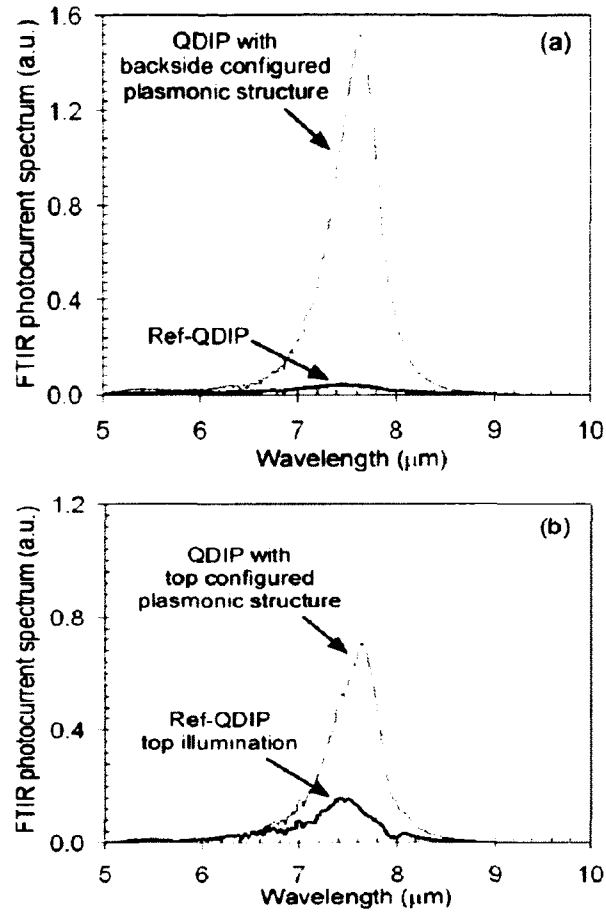 1.6
(a)
QDIP with
backside configured
plasmonic structure
1.2
0.8
0.4
Ref-QDIP
0.0
FTIR photocurrent spectrum (a.u.)
5 6 7 8 9 10
Wavelength (μm)
1.2
(b)
QDIP with
top configured
plasmonic structure
0.8
Ref-QDIP
top illumination
0.4
0.0
FTIR photocurrent spectrum (a.u.)
5 6 7 8 9 10
Wavelength (μm)